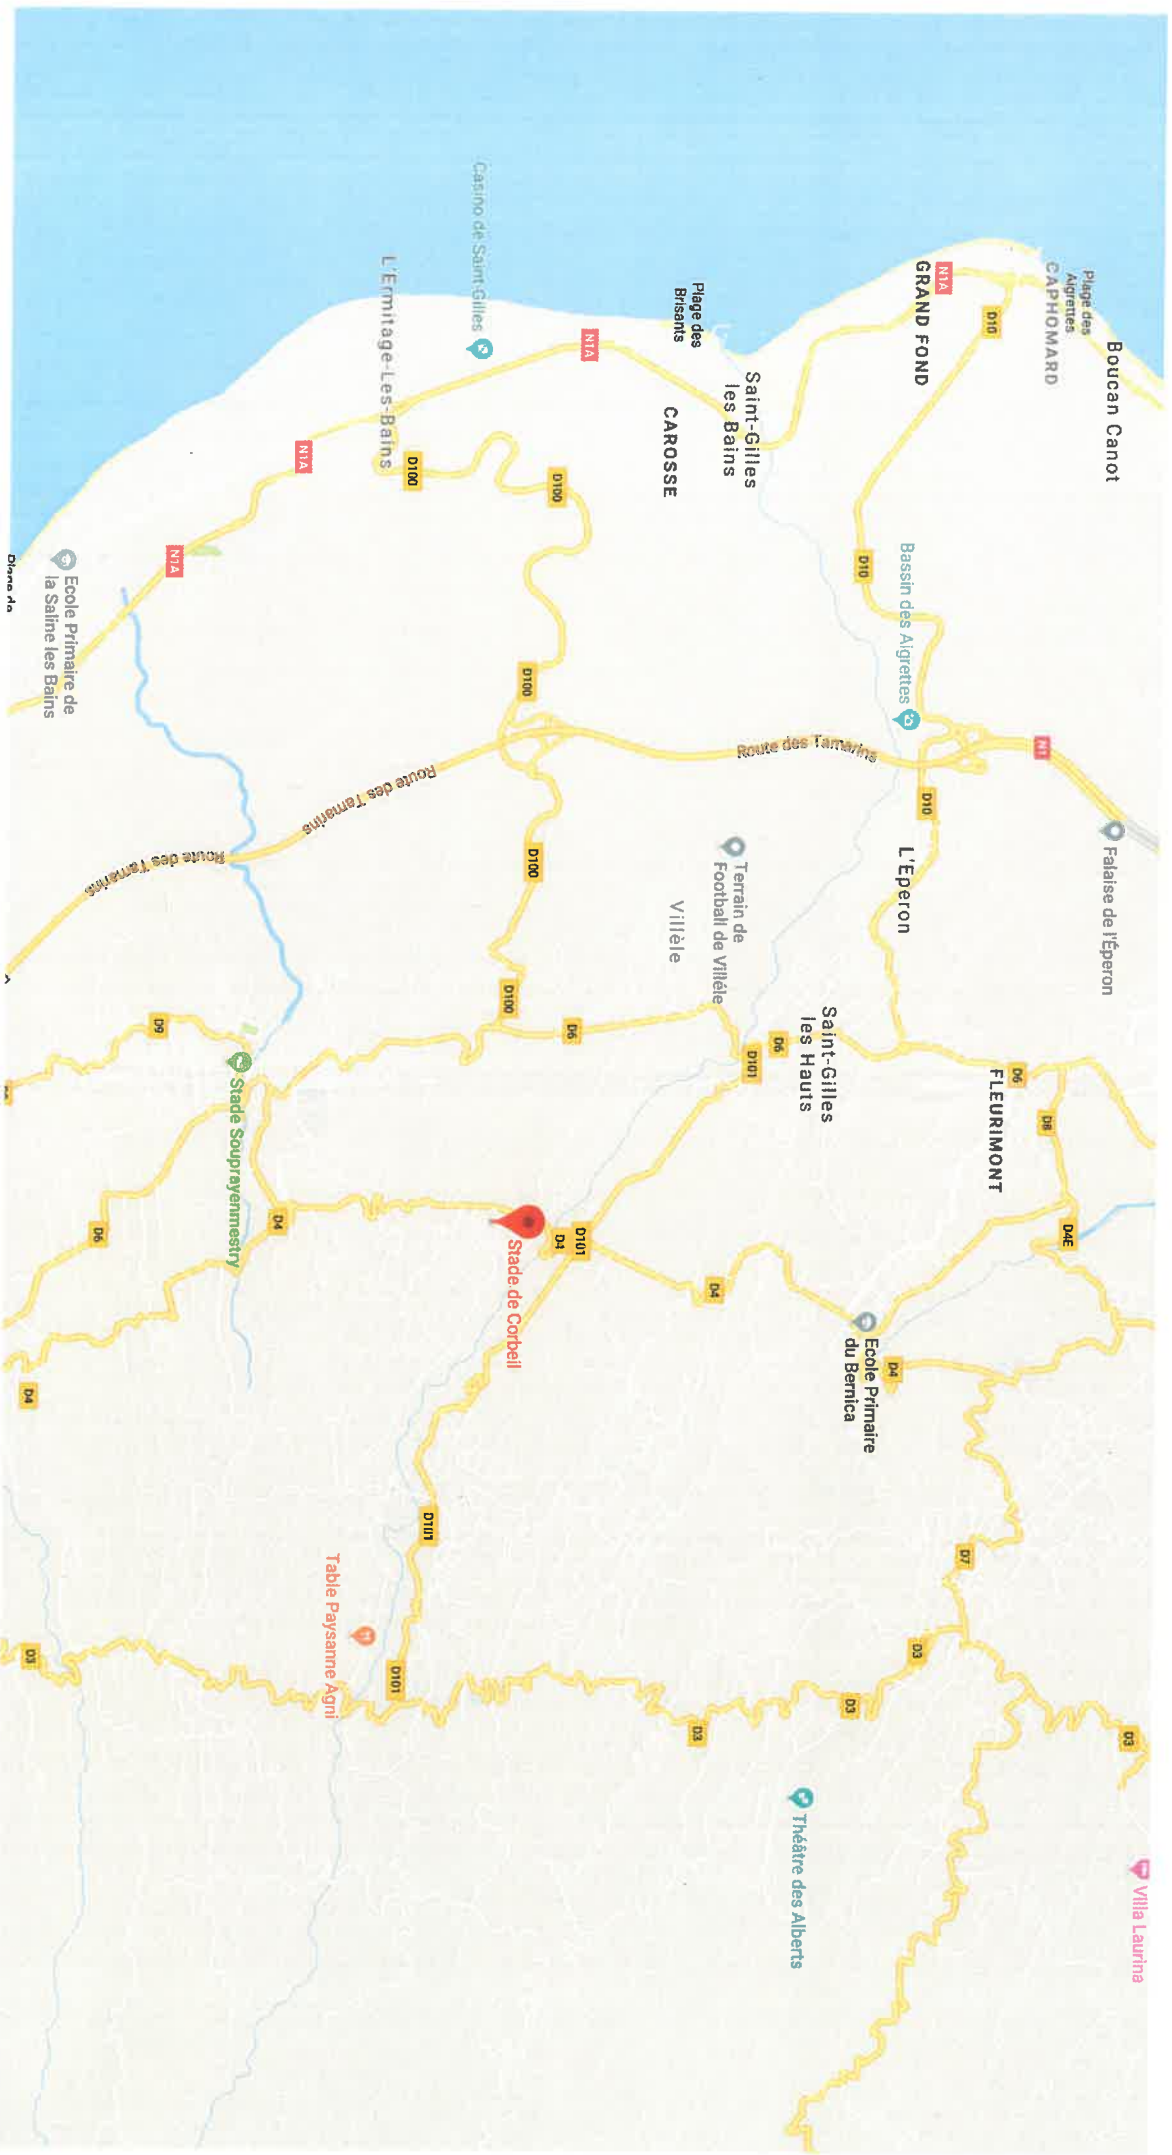 Villa Laurina
D3
Boucan Canot
Falaise de l'Éperon
Plage des
Aigrettes
CAPHOMARD
D4E
D8
N1
D6
FLEURIMONT
D10
D7
N1A
D10
GRAND FOND
D3
L'Eperon
Bassin des Aigrettes
D4
Ecole Primaire
du Bernica
D10
D3
Saint-Gilles
les Hauts
Route des Tamarins
Théâtre des Alberts
D6
D101
Saint-Gilles
les Bains
Terrain de
Football de Villèle
D4
Plage des
Brisants
D3
Villèle
CAROSSE
N1A
D101
D6
D4
D100
D100
D100
Stade de Corbeil
D100
Casino de Saint-Gilles
D101
D100
D101
L'Ermitage-Les-Bains
Route des Tamarins
Table Paysanne Agni
N1A
D4
Stade Souprayenmestry
Route des Tamarins
N1A
D9
D6
Ecole Primaire de
la Saline les Bains
D3
D4